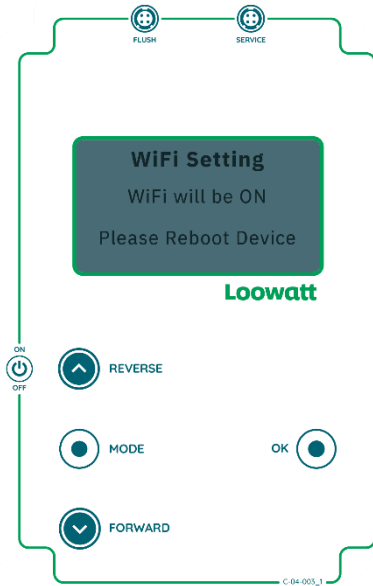 FLUSH
SERVICE
WiFi Setting
WiFi will be ON
Please Reboot Device
Loowatt
ON
OFF
REVERSE
MODE
OK
FORWARD
C-04-003_1